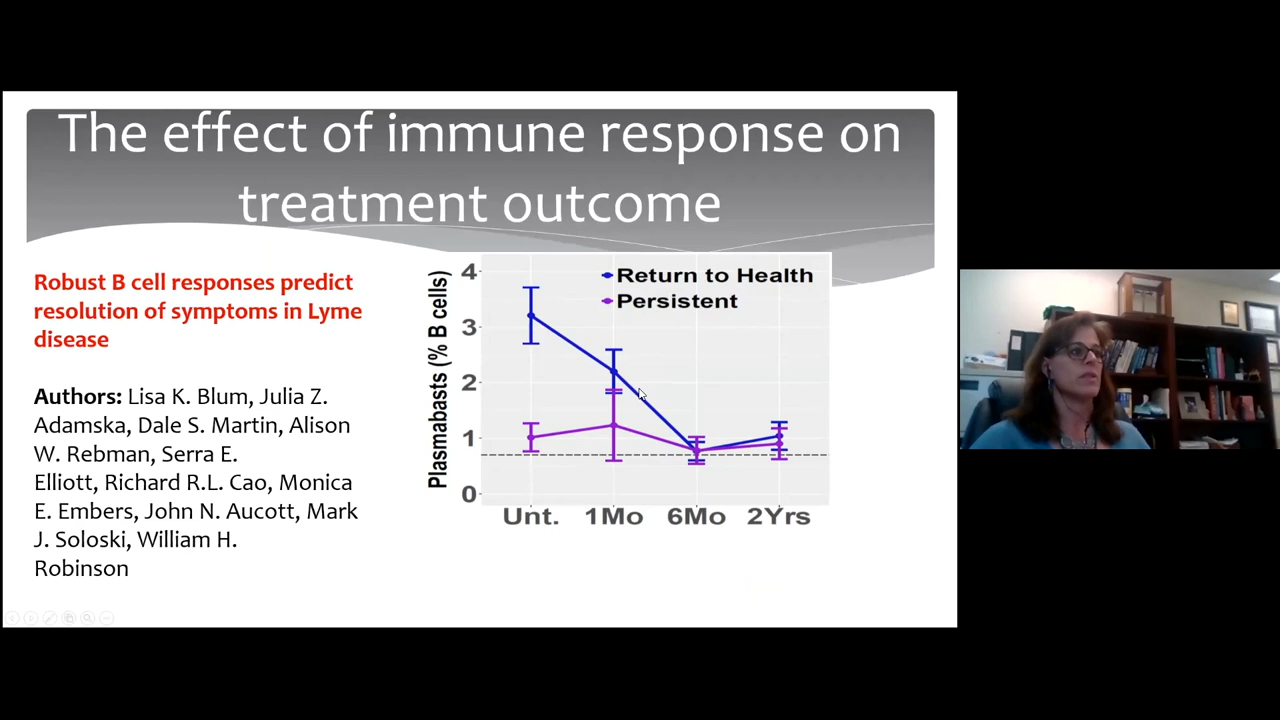 The effect of immune response on
treatment outcome
Robust B cell responses predict
resolution of symptoms in Lyme
disease
Authors: Lisa K. Blum, Julia Z.
Adamska, Dale S. Martin, Alison
W. Rebman, Serra E.
Elliott, Richard R.L. Cao, Monica
E. Embers, John N. Aucott, Mark
J. Soloski, William H.
Robinson
Plasmabasts (% B cells)
4
3
2
1
0
Return to Health
Persistent
Unt. 1Mo 6Mo 2Yrs